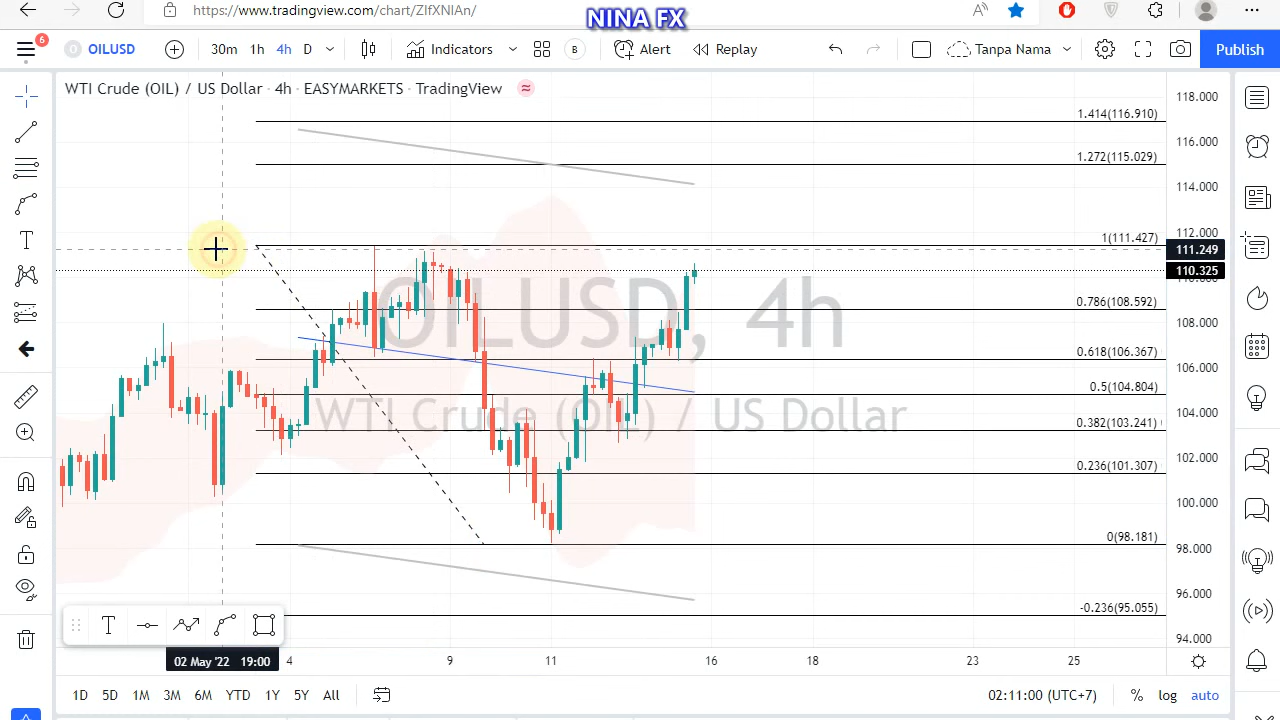 https://www.tradingview.com/chart/ZIfXNIAn/
NINA FX
6
OILUSD
30m 1h 4h D
Indicators
B
Alert
Replay
Tanpa Nama
Publish
WTI Crude (OIL) / US Dollar · 4h · EASYMARKETS · TradingView
118.000
1.414(116.910)
116.000
1.272(115.029)
114.000
112.000
1(111.427)
111.249
110.325
0.786(108.592)
108.000
OILUSD, 4h
0.618(106.367)
106.000
0.5(104.804)
104.000
WTI Crude (OIL) / US Dollar
0.382(103.241)
102.000
0.236(101.307)
100.000
0(98.181)
98.000
96.000
-0.236(95.055)
94.000
T
02 May '22 19:00
4 9 11 16 18 23 25
1D 5D 1M 3M 6M YTD 1Y 5Y All
02:11:00 (UTC+7)
% log auto